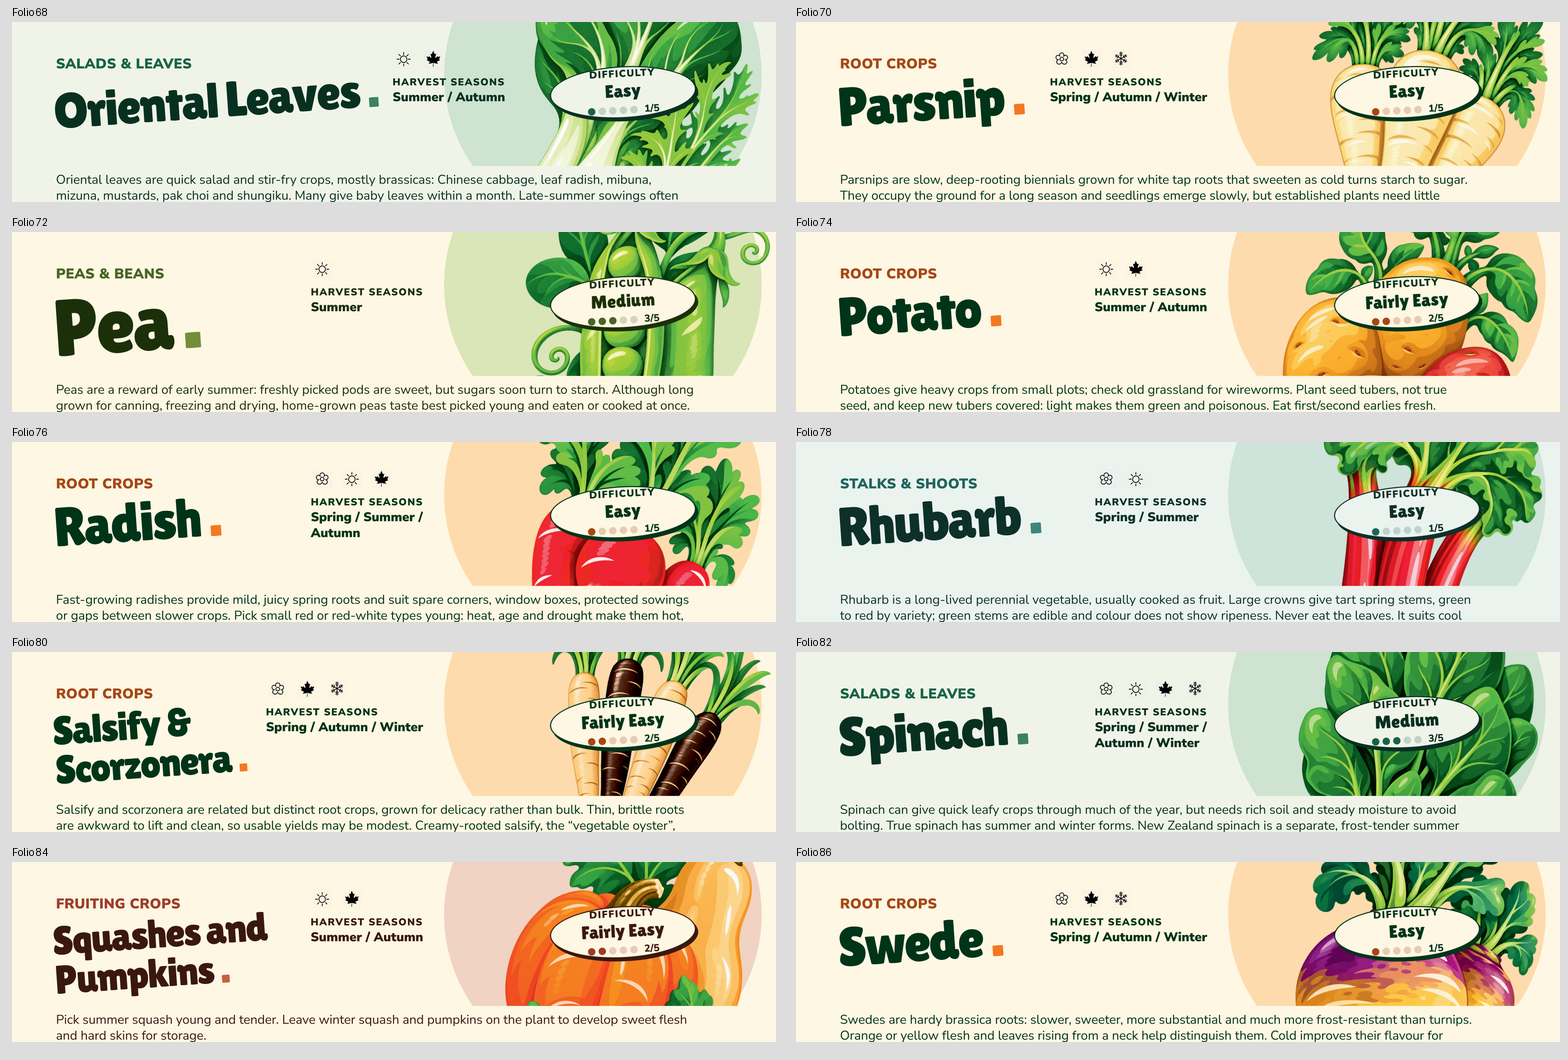 Folio68
SALADS & LEAVES
Oriental Leaves.
HARVEST SEASONS
Summer / Autumn
DIFFICULTY
Easy
1/5
Oriental leaves are quick salad and stir-fry crops, mostly brassicas: Chinese cabbage, leaf radish, mibuna,
mizuna, mustards, pak choi and shungiku. Many give baby leaves within a month. Late-summer sowings often
Folio70
ROOT CROPS
Parsnip.
HARVEST SEASONS
Spring / Autumn / Winter
DIFFICULTY
Easy
1/5
Parsnips are slow, deep-rooting biennials grown for white tap roots that sweeten as cold turns starch to sugar.
They occupy the ground for a long season and seedlings emerge slowly, but established plants need little
Folio72
PEAS & BEANS
Pea.
HARVEST SEASONS
Summer
DIFFICULTY
Medium
3/5
Peas are a reward of early summer: freshly picked pods are sweet, but sugars soon turn to starch. Although long
grown for canning, freezing and drying, home-grown peas taste best picked young and eaten or cooked at once.
Folio74
ROOT CROPS
Potato.
HARVEST SEASONS
Summer / Autumn
DIFFICULTY
Fairly Easy
2/5
Potatoes give heavy crops from small plots; check old grassland for wireworms. Plant seed tubers, not true
seed, and keep new tubers covered: light makes them green and poisonous. Eat first/second earlies fresh.
Folio76
ROOT CROPS
Radish.
HARVEST SEASONS
Spring / Summer /
Autumn
DIFFICULTY
Easy
1/5
Fast-growing radishes provide mild, juicy spring roots and suit spare corners, window boxes, protected sowings
or gaps between slower crops. Pick small red or red-white types young: heat, age and drought make them hot,
Folio78
STALKS & SHOOTS
Rhubarb.
HARVEST SEASONS
Spring / Summer
DIFFICULTY
Easy
1/5
Rhubarb is a long-lived perennial vegetable, usually cooked as fruit. Large crowns give tart spring stems, green
to red by variety; green stems are edible and colour does not show ripeness. Never eat the leaves. It suits cool
Folio80
ROOT CROPS
Salsify &
Scorzonera.
HARVEST SEASONS
Spring / Autumn / Winter
DIFFICULTY
Fairly Easy
2/5
Salsify and scorzonera are related but distinct root crops, grown for delicacy rather than bulk. Thin, brittle roots
are awkward to lift and clean, so usable yields may be modest. Creamy-rooted salsify, the “vegetable oyster”,
Folio82
SALADS & LEAVES
Spinach.
HARVEST SEASONS
Spring / Summer /
Autumn / Winter
DIFFICULTY
Medium
3/5
Spinach can give quick leafy crops through much of the year, but needs rich soil and steady moisture to avoid
bolting. True spinach has summer and winter forms. New Zealand spinach is a separate, frost-tender summer
Folio84
FRUITING CROPS
Squashes and
Pumpkins.
HARVEST SEASONS
Summer / Autumn
DIFFICULTY
Fairly Easy
2/5
Pick summer squash young and tender. Leave winter squash and pumpkins on the plant to develop sweet flesh
and hard skins for storage.
Folio86
ROOT CROPS
Swede.
HARVEST SEASONS
Spring / Autumn / Winter
DIFFICULTY
Easy
1/5
Swedes are hardy brassica roots: slower, sweeter, more substantial and much more frost-resistant than turnips.
Orange or yellow flesh and leaves rising from a neck help distinguish them. Cold improves their flavour for